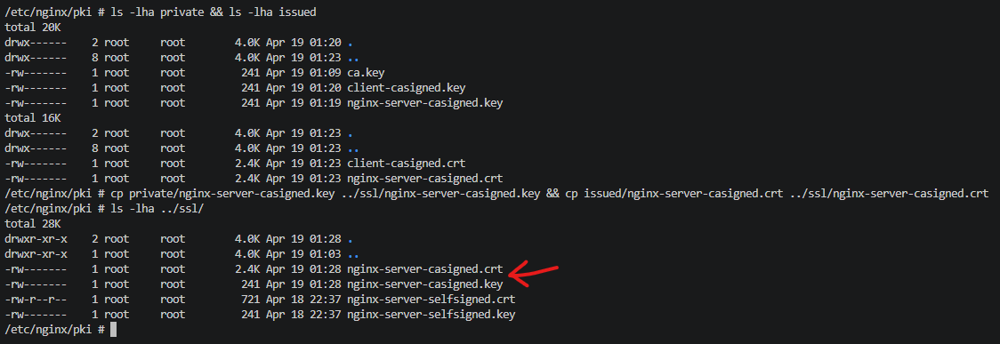 /etc/nginx/pki # ls -lha private && ls -lha issued
total 20K
drwx------ 2 root root 4.0K Apr 19 01:20 .
drwx------ 8 root root 4.0K Apr 19 01:23 ..
-rw------- 1 root root 241 Apr 19 01:09 ca.key
-rw------- 1 root root 241 Apr 19 01:20 client-casigned.key
-rw------- 1 root root 241 Apr 19 01:19 nginx-server-casigned.key
total 16K
drwx------ 2 root root 4.0K Apr 19 01:23 .
drwx------ 8 root root 4.0K Apr 19 01:23 ..
-rw------- 1 root root 2.4K Apr 19 01:23 client-casigned.crt
-rw------- 1 root root 2.4K Apr 19 01:23 nginx-server-casigned.crt
/etc/nginx/pki # cp private/nginx-server-casigned.key ../ssl/nginx-server-casigned.key && cp issued/nginx-server-casigned.crt ../ssl/nginx-server-casigned.crt
/etc/nginx/pki # ls -lha ../ssl/
total 28K
drwxr-xr-x 2 root root 4.0K Apr 19 01:28 .
drwxr-xr-x 1 root root 4.0K Apr 19 01:03 ..
-rw------- 1 root root 2.4K Apr 19 01:28 nginx-server-casigned.crt
-rw------- 1 root root 241 Apr 19 01:28 nginx-server-casigned.key
-rw-r--r-- 1 root root 721 Apr 18 22:37 nginx-server-selfsigned.crt
-rw------- 1 root root 241 Apr 18 22:37 nginx-server-selfsigned.key
/etc/nginx/pki #